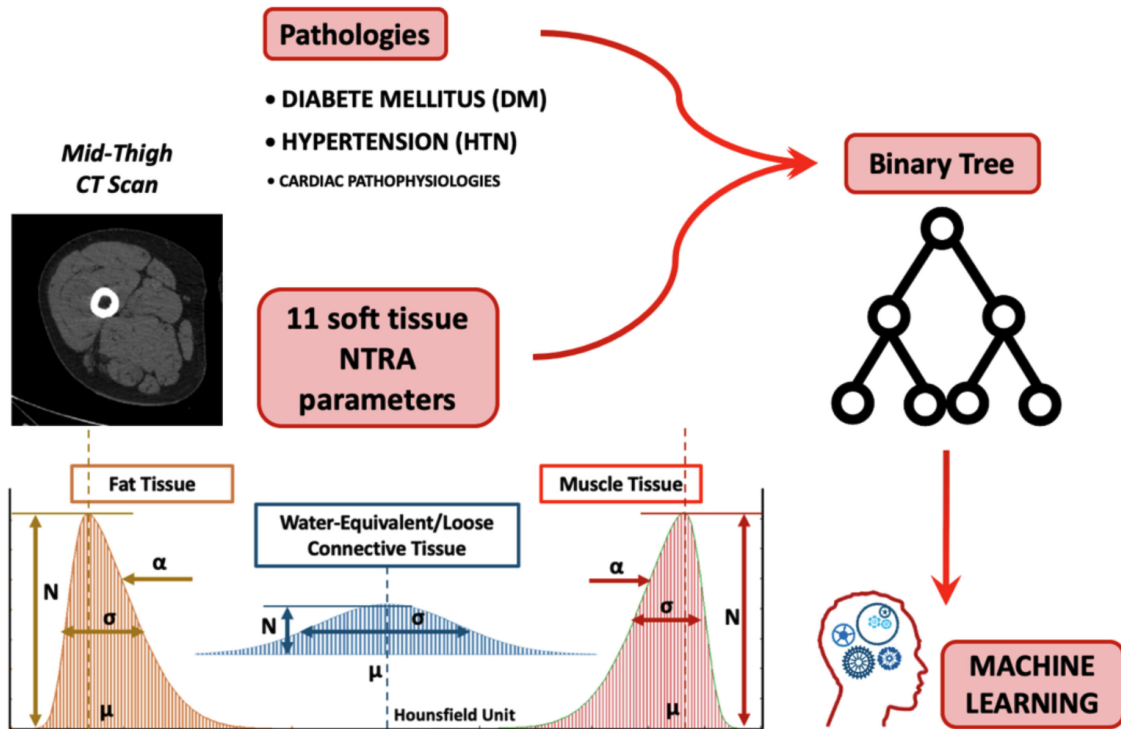 Pathologies
• DIABETE MELLITUS (DM)
• HYPERTENSION (HTN)
• CARDIAC PATHOPHYSIOLOGIES
Mid-Thigh
CT Scan
11 soft tissue
NTRA
parameters
Binary Tree
Fat Tissue
Water-Equivalent/Loose
Connective Tissue
Muscle Tissue
N
α
σ
μ
N
σ
μ
α
σ
N
μ
Hounsfield Unit
MACHINE
LEARNING